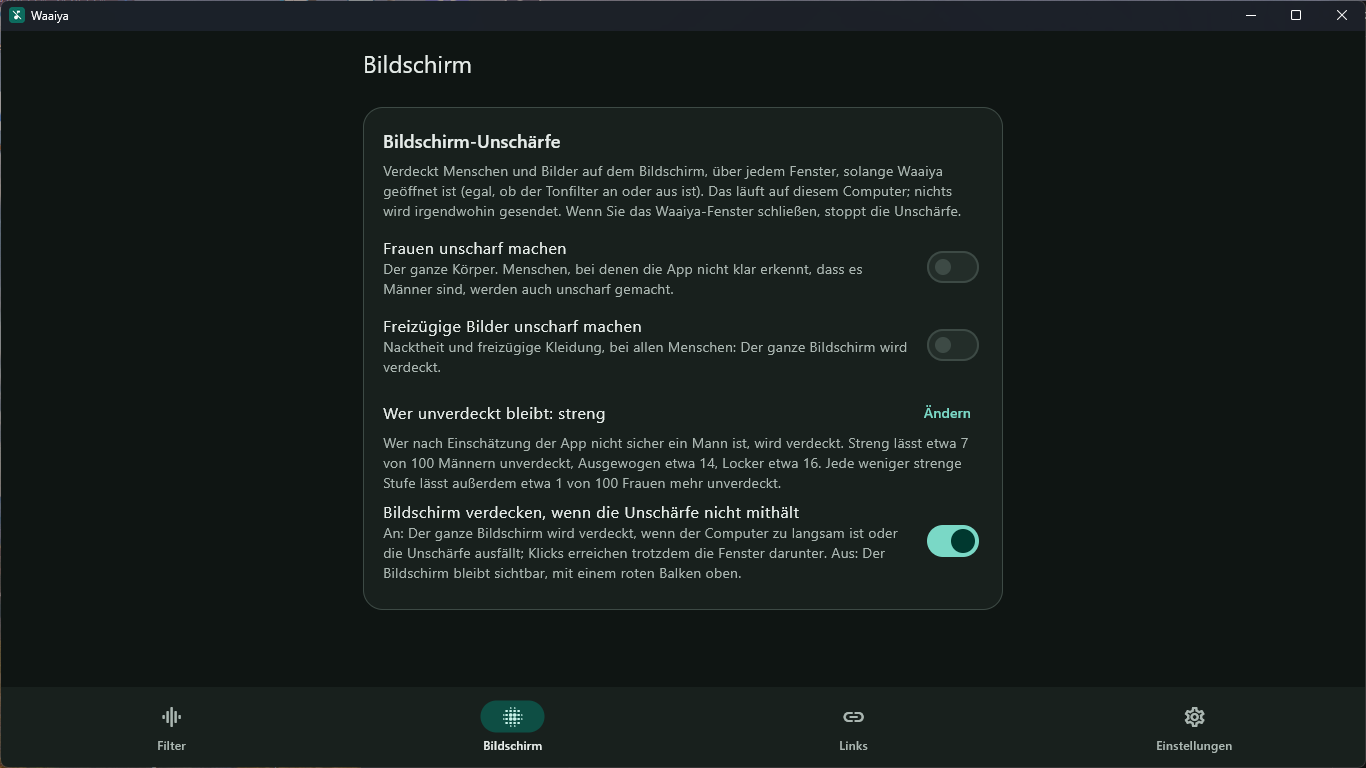 Waaiya
Bildschirm
Bildschirm-Unschärfe
Verdeckt Menschen und Bilder auf dem Bildschirm, über jedem Fenster, solange Waaiya
geöffnet ist (egal, ob der Tonfilter an oder aus ist). Das läuft auf diesem Computer; nichts
wird irgendwohin gesendet. Wenn Sie das Waaiya-Fenster schließen, stoppt die Unschärfe.
Frauen unscharf machen
Der ganze Körper. Menschen, bei denen die App nicht klar erkennt, dass es
Männer sind, werden auch unscharf gemacht.
Freizügige Bilder unscharf machen
Nacktheit und freizügige Kleidung, bei allen Menschen: Der ganze Bildschirm wird
verdeckt.
Wer unverdeckt bleibt: streng
Ändern
Wer nach Einschätzung der App nicht sicher ein Mann ist, wird verdeckt. Streng lässt etwa 7
von 100 Männern unverdeckt, Ausgewogen etwa 14, Locker etwa 16. Jede weniger strenge
Stufe lässt außerdem etwa 1 von 100 Frauen mehr unverdeckt.
Bildschirm verdecken, wenn die Unschärfe nicht mithält
An: Der ganze Bildschirm wird verdeckt, wenn der Computer zu langsam ist oder
die Unschärfe ausfällt; Klicks erreichen trotzdem die Fenster darunter. Aus: Der
Bildschirm bleibt sichtbar, mit einem roten Balken oben.
Filter
Bildschirm
Links
Einstellungen